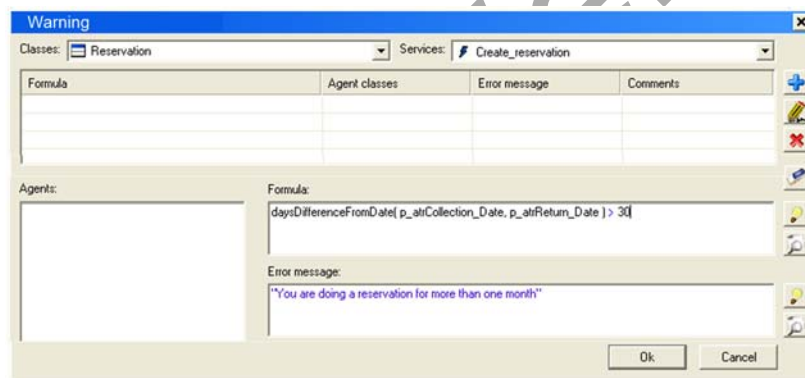 Warning
Classes: Reservation Services: Create_reservation
Formula Agent classes Error message Comments
Agents:
Formula:
daysDifferenceFromDate( p_atrCollection_Date, p_atrReturn_Date ) > 30
Error message:
"You are doing a reservation for more than one month"
Ok Cancel